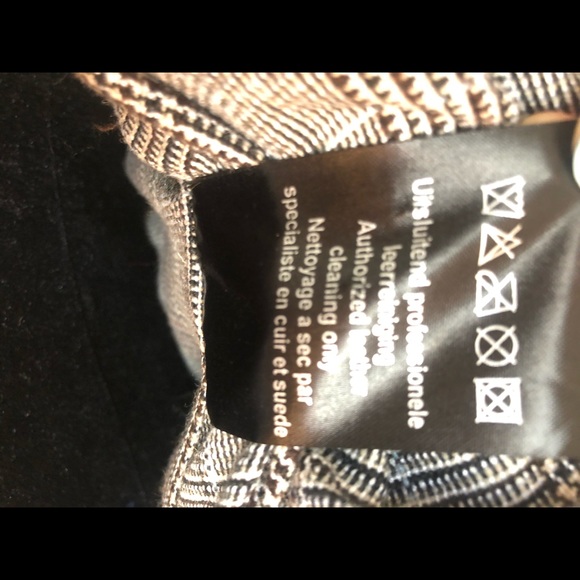 Uitsluitend professionele
leerreiniging
Authorized leather
cleaning only
Nettoyage a sec par
specialiste en cuir et suede